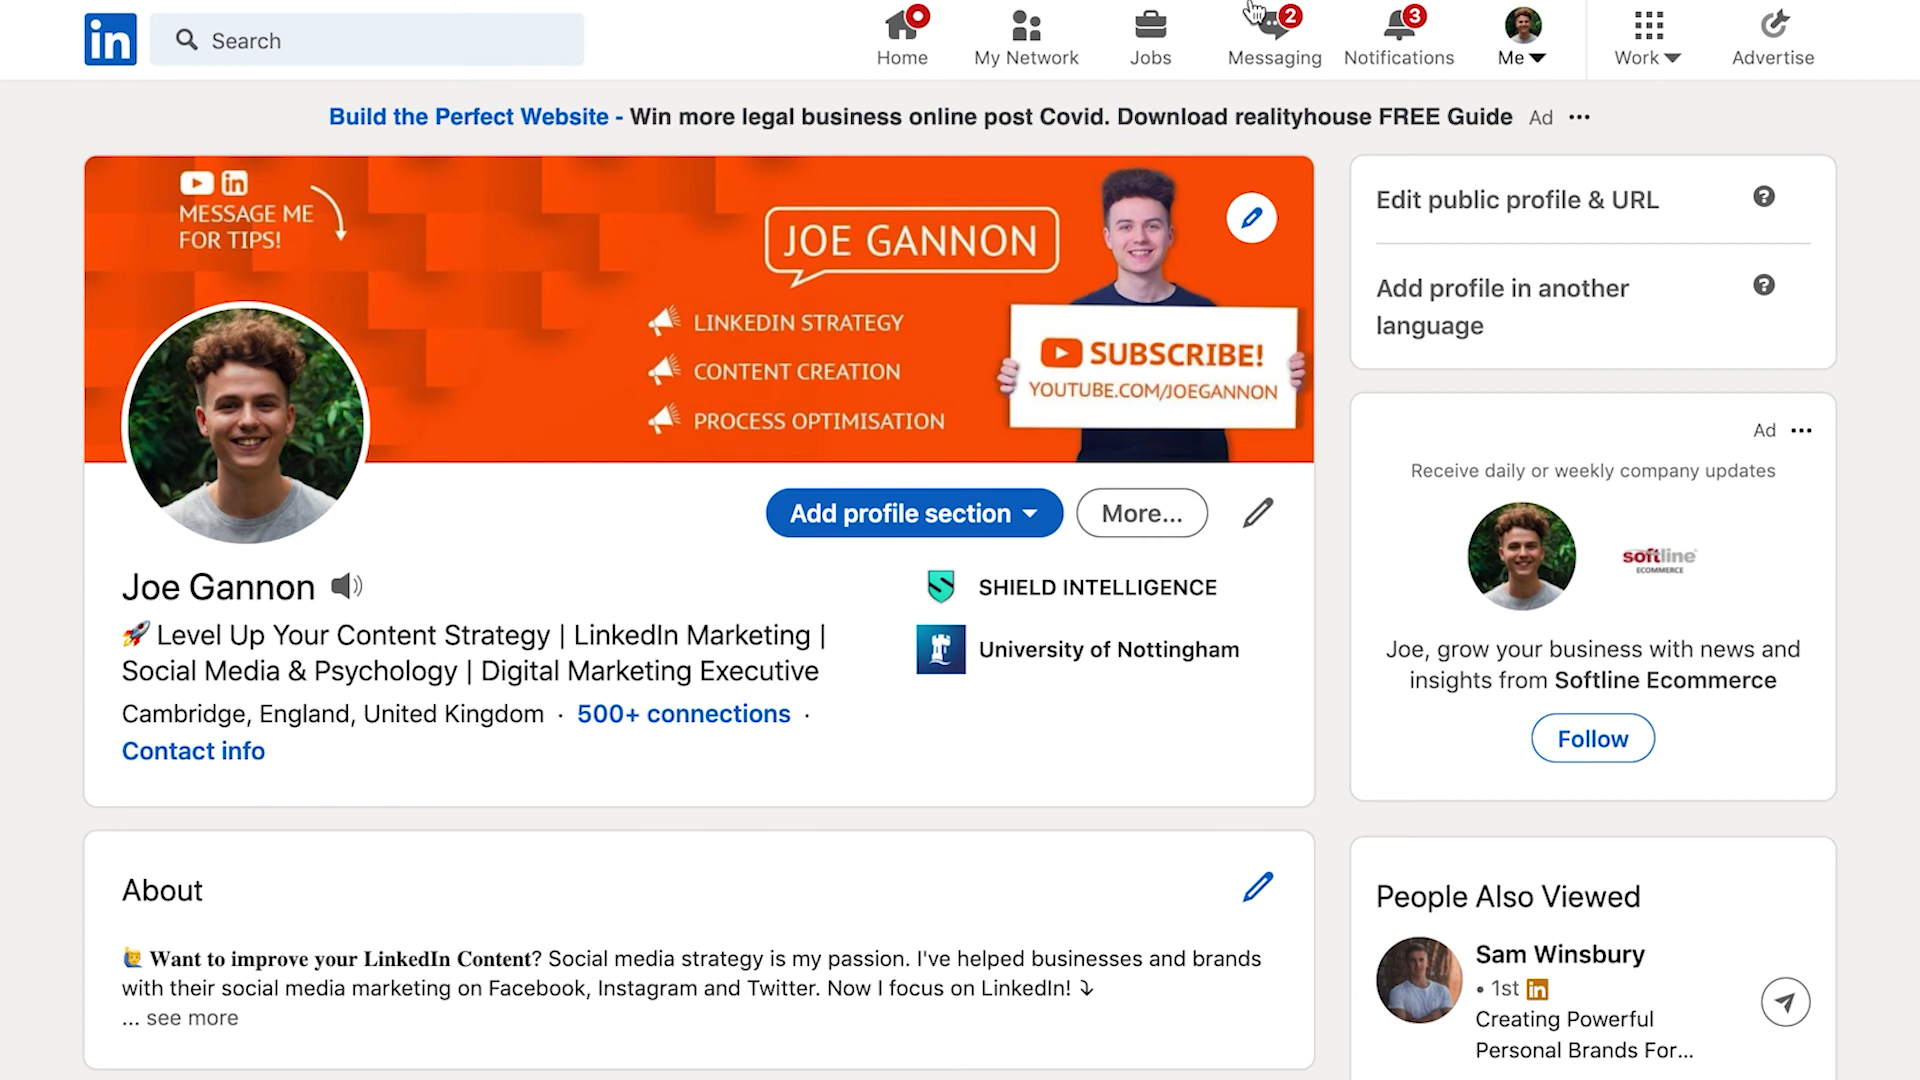 in
Search
Home
My Network
Jobs
2
Messaging
3
Notifications
Me
Work
Advertise
Build the Perfect Website - Win more legal business online post Covid. Download realityhouse FREE Guide Ad ...
in
MESSAGE ME
FOR TIPS!
JOE GANNON
LINKEDIN STRATEGY
CONTENT CREATION
PROCESS OPTIMISATION
SUBSCRIBE!
YOUTUBE.COM/JOEGANNON
Add profile section
More...
Joe Gannon
🚀 Level Up Your Content Strategy | LinkedIn Marketing |
Social Media & Psychology | Digital Marketing Executive
Cambridge, England, United Kingdom · 500+ connections ·
Contact info
SHIELD INTELLIGENCE
University of Nottingham
About
🙋‍♂️ 𝐖𝐚𝐧𝐭 𝐭𝐨 𝐢𝐦𝐩𝐫𝐨𝐯𝐞 𝐲𝐨𝐮𝐫 𝐋𝐢𝐧𝐤𝐞𝐝𝐈𝐧 𝐂𝐨𝐧𝐭𝐞𝐧𝐭? Social media strategy is my passion. I've helped businesses and brands
with their social media marketing on Facebook, Instagram and Twitter. Now I focus on LinkedIn! ⤵
... see more
Edit public profile & URL ?
Add profile in another ?
language
Ad ...
Receive daily or weekly company updates
softline
ECOMMERCE
Joe, grow your business with news and
insights from Softline Ecommerce
Follow
People Also Viewed
Sam Winsbury
• 1st in
Creating Powerful
Personal Brands For...